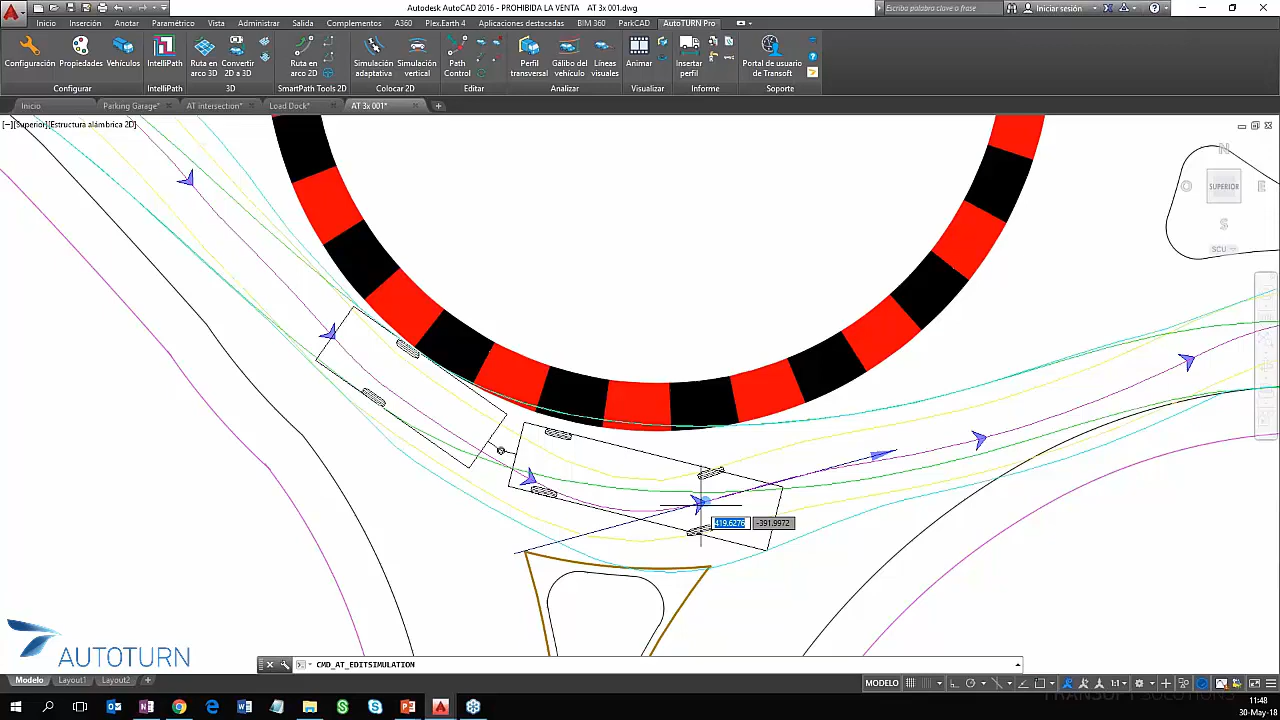 Autodesk AutoCAD 2016 - PROHIBIDA LA VENTA AT 3x 001.dwg
Escriba palabra clave o frase
Iniciar sesión
Inicio Inserción Anotar Paramétrico Vista Administrar Salida Complementos A360 Plex.Earth 4 Aplicaciones destacadas BIM 360 ParkCAD AutoTURN Pro
Configuración Propiedades Vehículos IntelliPath Ruta en arco 3D Convertir 2D a 3D Ruta en arco 2D Simulación adaptativa Simulación vertical Path Control Perfil transversal Gálibo del vehículo Líneas visuales Animar Insertar perfil Portal de usuario de Transoft
Configurar IntelliPath 3D SmartPath Tools 2D Colocar 2D Editar Analizar Visualizar Informe Soporte
Inicio Parking Garage* AT intersection* Load Dock* AT 3x 001*
[−][Superior][Estructura alámbrica 2D]
N
O SUPERIOR E
S
SCU
419.6276 -391.9972
AUTOTURN
CMD_AT_EDITSIMULATION
Modelo Layout1 Layout2 +
MODELO 1:1
TRANSOFT SOLUTIONS
11:48
30-May-18